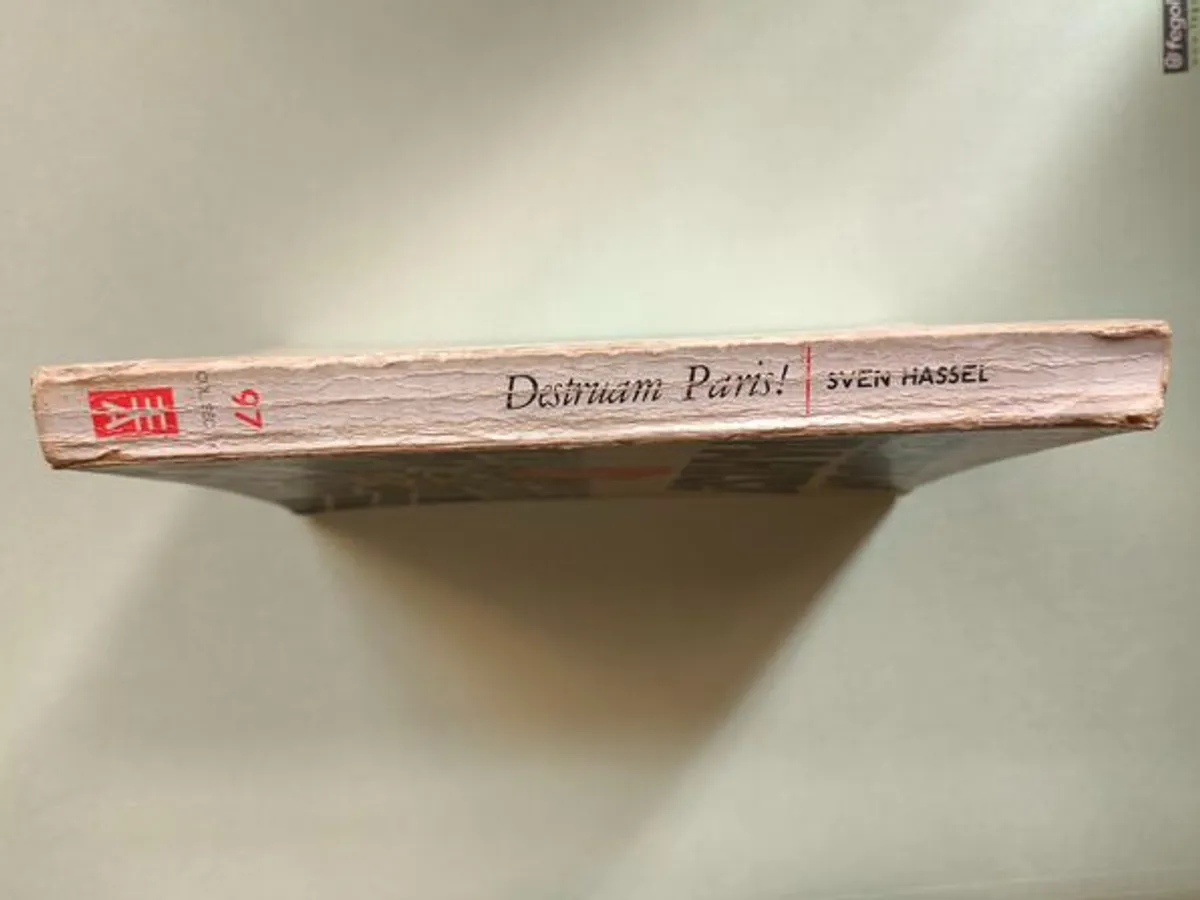 Destruam Paris!
SVEN HASSEL
97